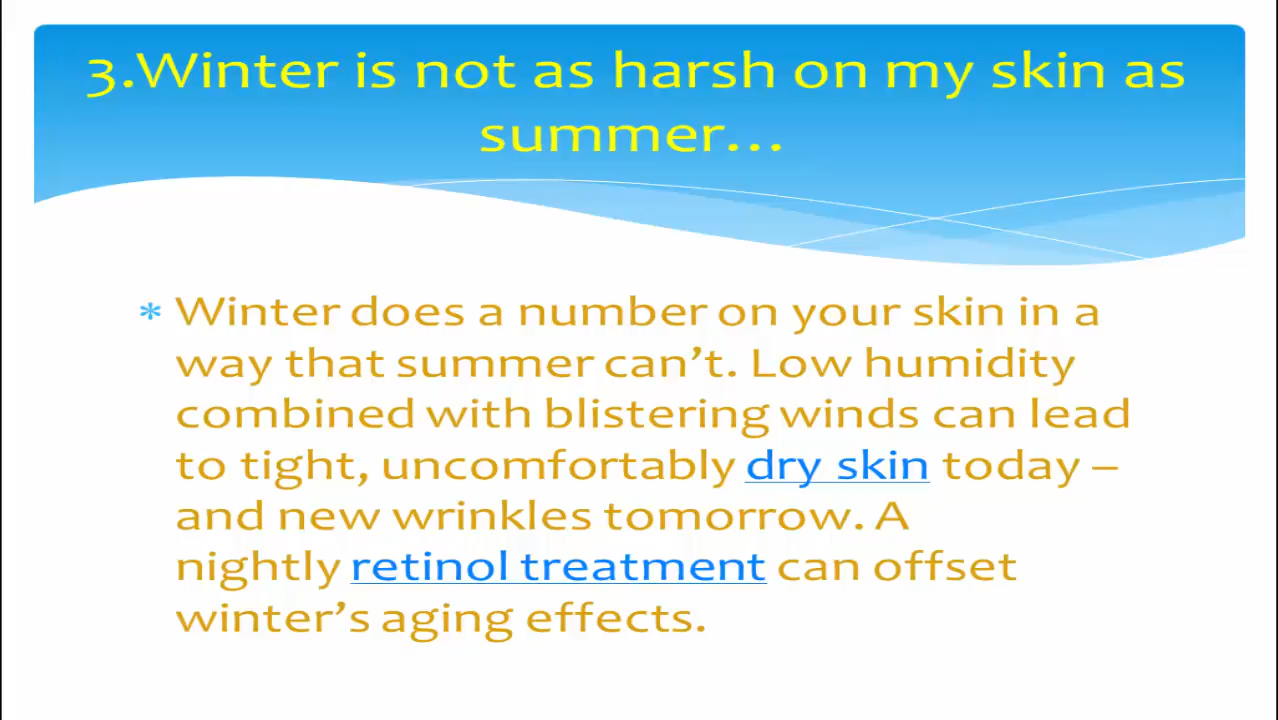 3.Winter is not as harsh on my skin as
summer...
* Winter does a number on your skin in a
way that summer can’t. Low humidity
combined with blistering winds can lead
to tight, uncomfortably dry skin today –
and new wrinkles tomorrow. A
nightly retinol treatment can offset
winter’s aging effects.